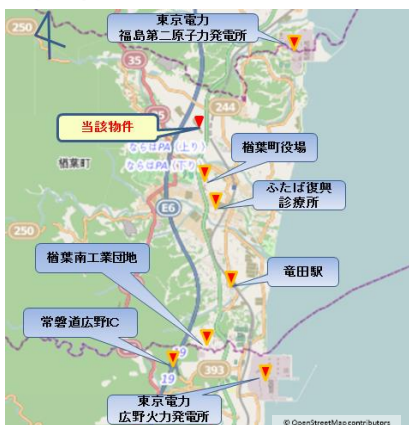 東京電力
福島第二原子力発電所
250
35
35
244
当該物件
ならはPA（上り）
楢葉町役場
楢葉町
ならはPA（下り）
ふたば復興
診療所
E6
250
楢葉南工業団地
竜田駅
常磐道広野IC
19
19
393
東京電力
広野火力発電所
© OpenStreetMap contributors